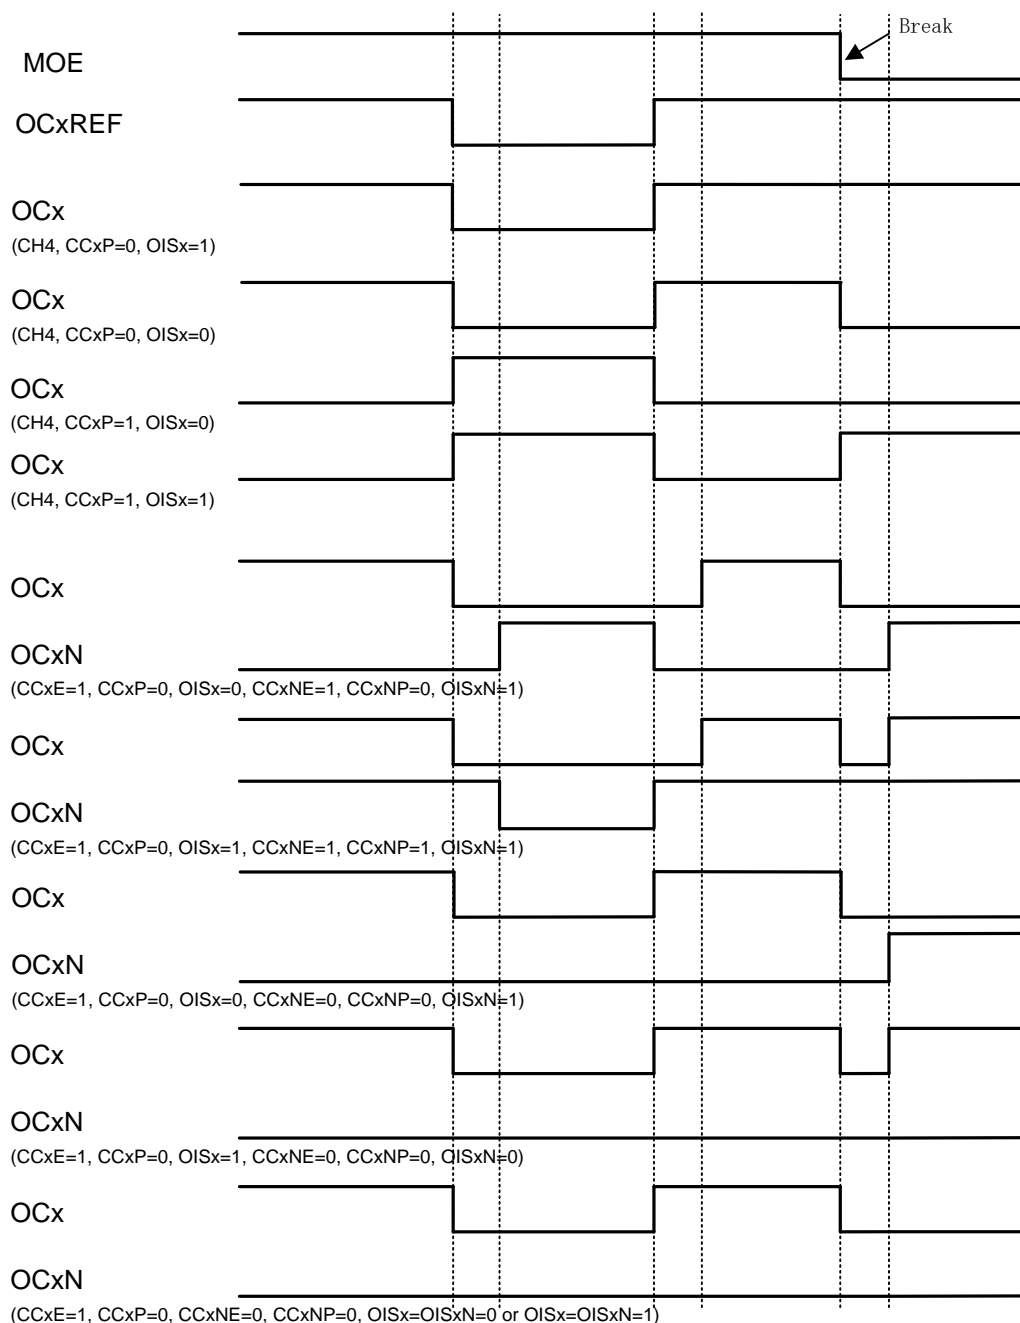 Break
MOE
OCxREF
OCx
(CH4, CCxP=0, OISx=1)
OCx
(CH4, CCxP=0, OISx=0)
OCx
(CH4, CCxP=1, OISx=0)
OCx
(CH4, CCxP=1, OISx=1)
OCx
OCxN
(CCxE=1, CCxP=0, OISx=0, CCxNE=1, CCxNP=0, OISxN=1)
OCx
OCxN
(CCxE=1, CCxP=0, OISx=1, CCxNE=1, CCxNP=1, OISxN=1)
OCx
OCxN
(CCxE=1, CCxP=0, OISx=0, CCxNE=0, CCxNP=0, OISxN=1)
OCx
OCxN
(CCxE=1, CCxP=0, OISx=1, CCxNE=0, CCxNP=0, OISxN=0)
OCx
OCxN
(CCxE=1, CCxP=0, CCxNE=0, CCxNP=0, OISx=OISxN=0 or OISx=OISxN=1)